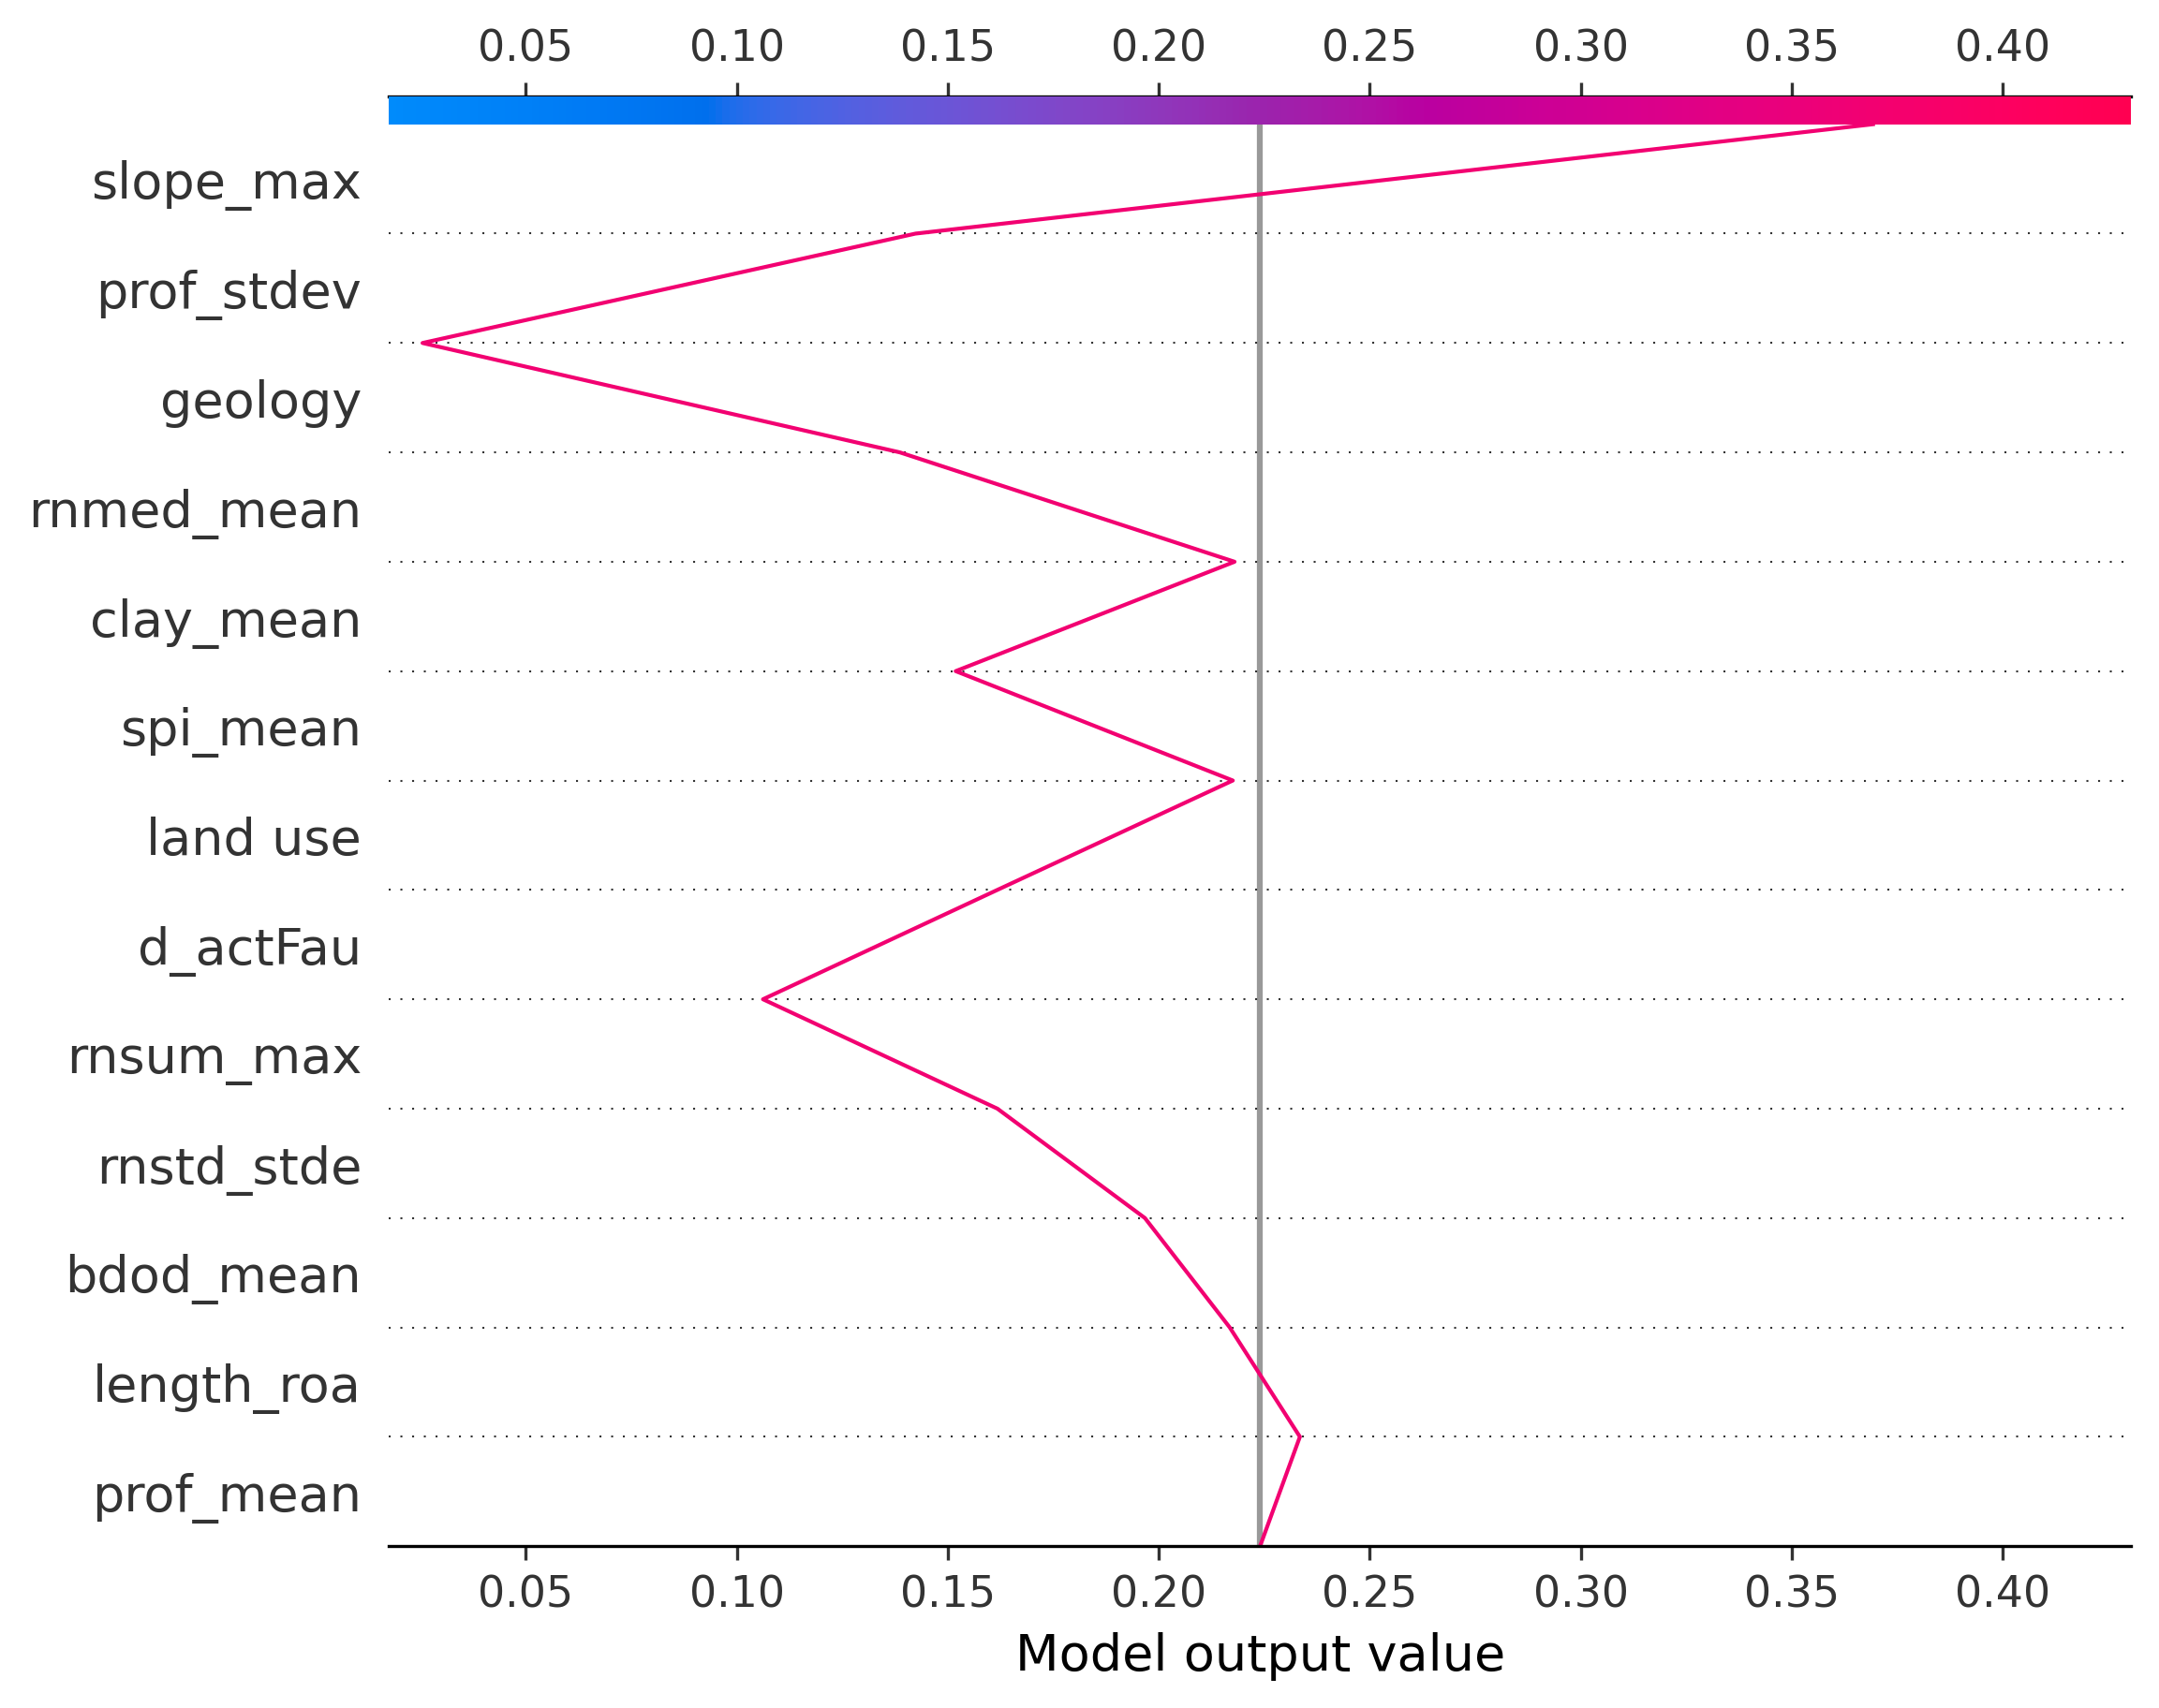 0.05 0.10 0.15 0.20 0.25 0.30 0.35 0.40
slope_max
prof_stdev
geology
rnmed_mean
clay_mean
spi_mean
land use
d_actFau
rnsum_max
rnstd_stde
bdod_mean
length_roa
prof_mean
0.05 0.10 0.15 0.20 0.25 0.30 0.35 0.40
Model output value